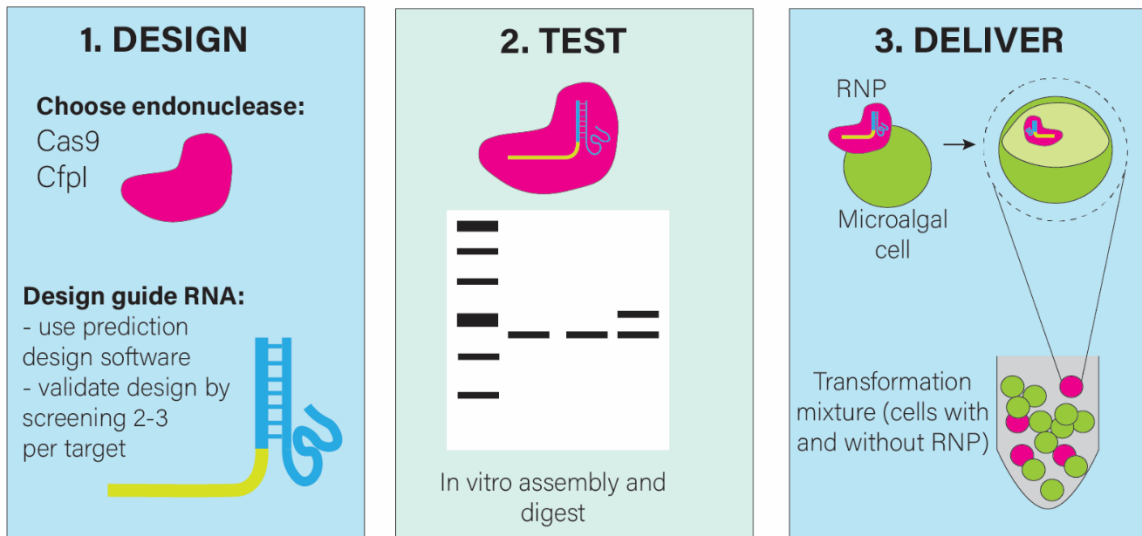 1. DESIGN
Choose endonuclease:
Cas9
CfpI
Design guide RNA:
- use prediction
design software
- validate design by
screening 2-3
per target
2. TEST
In vitro assembly and
digest
3. DELIVER
RNP
Microalgal
cell
Transformation
mixture (cells with
and without RNP)